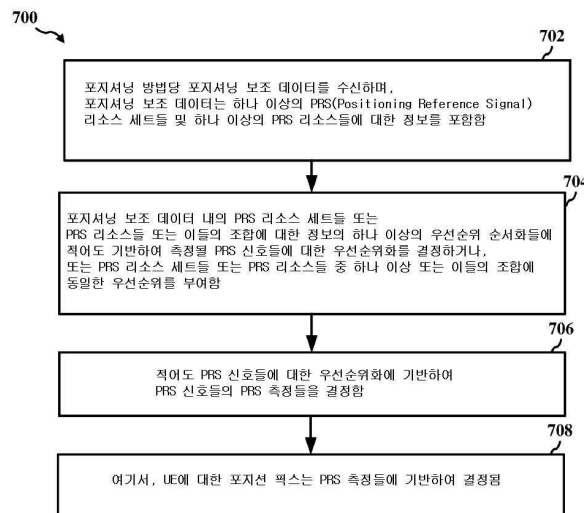 700
702
포지셔닝 방법당 포지셔닝 보조 데이터를 수신하며,
포지셔닝 보조 데이터는 하나 이상의 PRS(Positioning Reference Signal)
리소스 세트들 및 하나 이상의 PRS 리소스들에 대한 정보를 포함함
704
포지셔닝 보조 데이터 내의 PRS 리소스 세트들 또는
PRS 리소스들 또는 이들의 조합에 대한 정보의 하나 이상의 우선순위 순서화들에
적어도 기반하여 측정될 PRS 신호들에 대한 우선순위화를 결정하거나,
또는 PRS 리소스 세트들 또는 PRS 리소스들 중 하나 이상 또는 이들의 조합에
동일한 우선순위를 부여함
706
적어도 PRS 신호들에 대한 우선순위화에 기반하여
PRS 신호들의 PRS 측정들을 결정함
708
여기서, UE에 대한 포지션 픽스는 PRS 측정들에 기반하여 결정됨